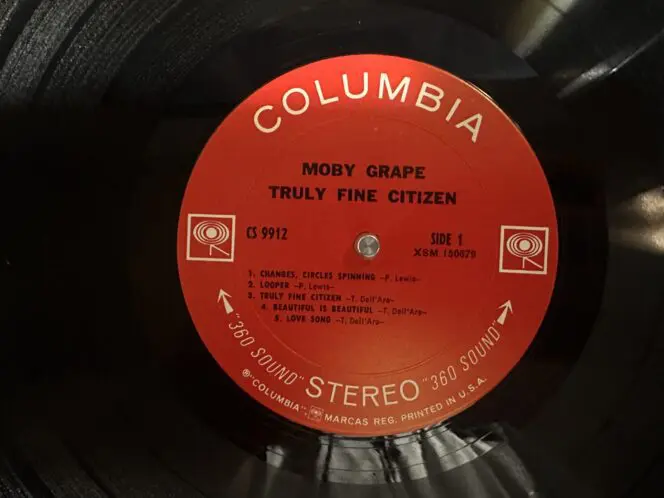 COLUMBIA
MOBY GRAPE
TRULY FINE CITIZEN
CS 9912
SIDE 1
XSM 150679
1. CHANGES, CIRCLES SPINNING -P. Lewis-
2. LOOPER -P. Lewis-
3. TRULY FINE CITIZEN -T. Dell'Ara-
4. BEAUTIFUL IS BEAUTIFUL -T. Dell'Ara-
5. LOVE SONG -T. Dell'Ara-
"360 SOUND" STEREO "360 SOUND"
® "COLUMBIA", MARCAS REG. PRINTED IN U.S.A.